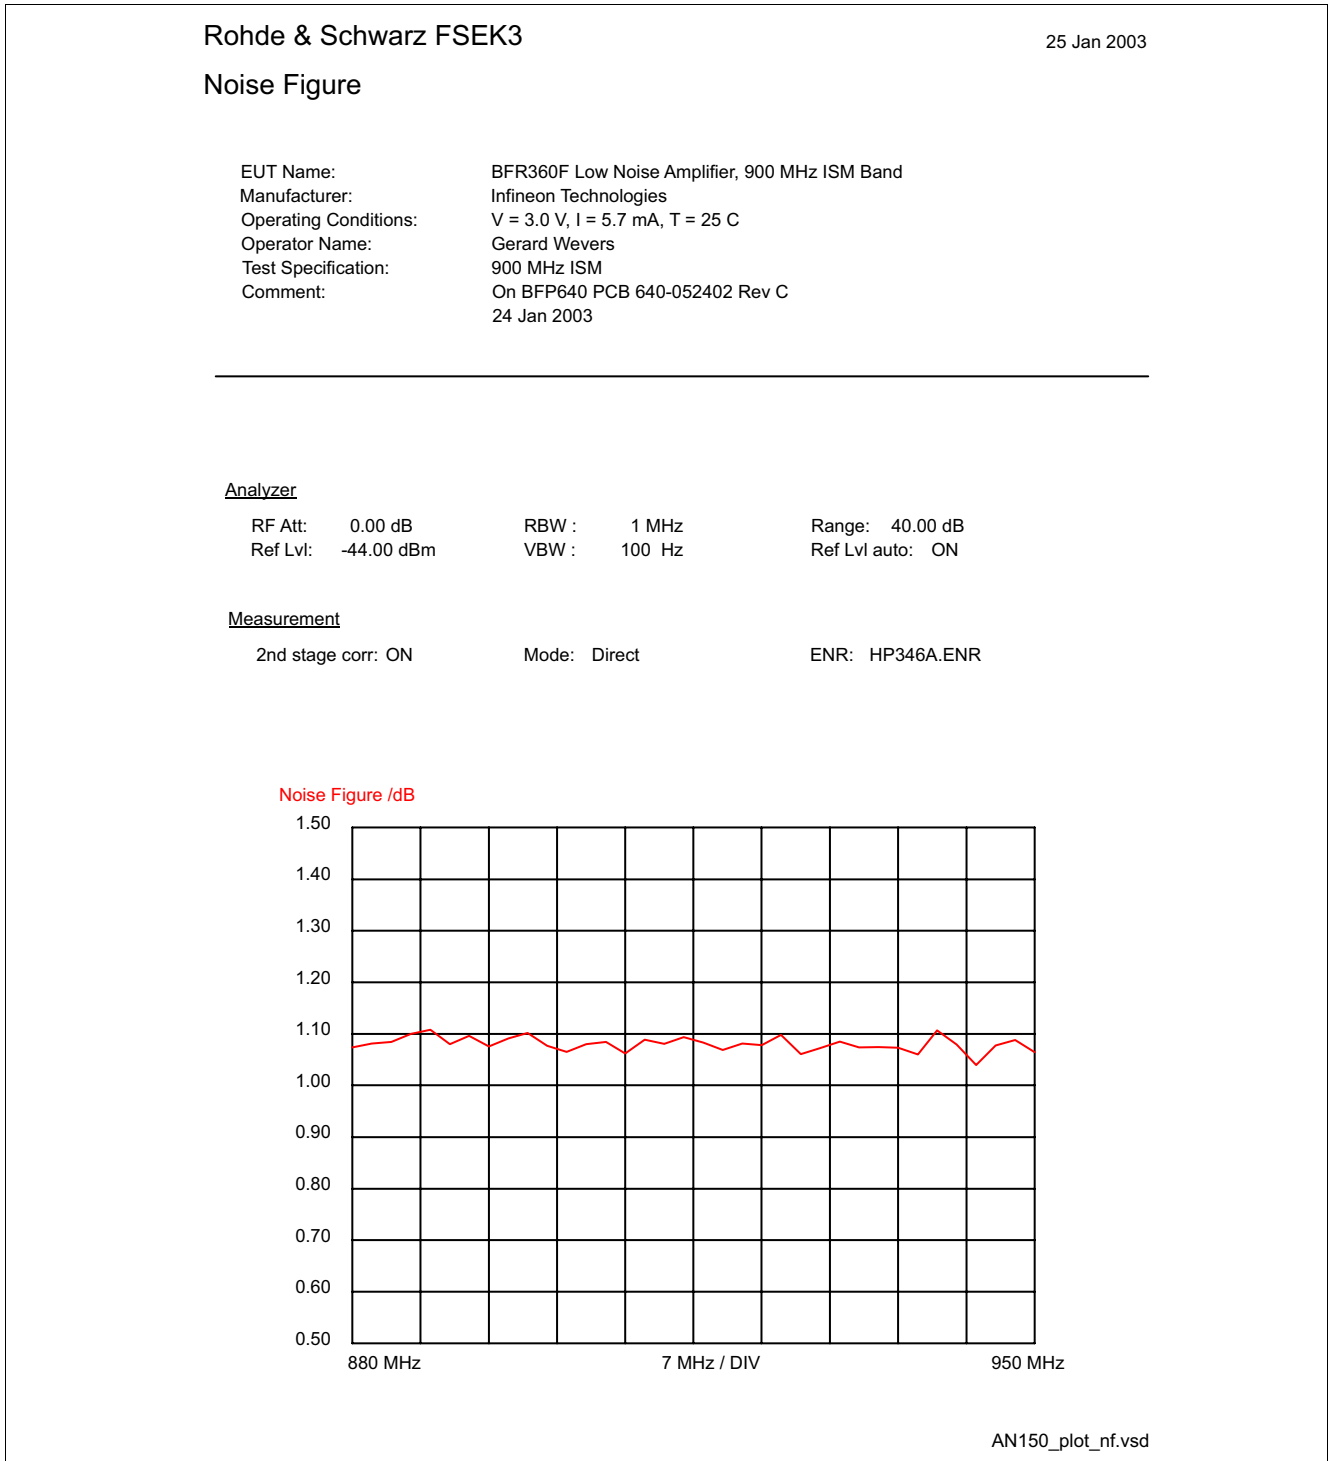 Rohde & Schwarz FSEK3 25 Jan 2003
Noise Figure
EUT Name: BFR360F Low Noise Amplifier, 900 MHz ISM Band
Manufacturer: Infineon Technologies
Operating Conditions: V = 3.0 V, I = 5.7 mA, T = 25 C
Operator Name: Gerard Wevers
Test Specification: 900 MHz ISM
Comment: On BFP640 PCB 640-052402 Rev C
24 Jan 2003
Analyzer
RF Att: 0.00 dB RBW : 1 MHz Range: 40.00 dB
Ref Lvl: -44.00 dBm VBW : 100 Hz Ref Lvl auto: ON
Measurement
2nd stage corr: ON Mode: Direct ENR: HP346A.ENR
Noise Figure /dB
1.50
1.40
1.30
1.20
1.10
1.00
0.90
0.80
0.70
0.60
0.50
880 MHz 7 MHz / DIV 950 MHz
AN150_plot_nf.vsd